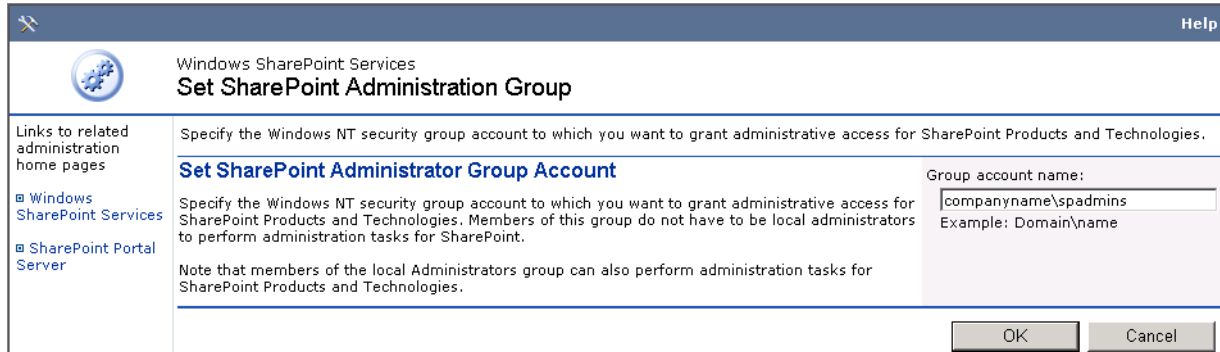 Help
Windows SharePoint Services
Set SharePoint Administration Group
Links to related
administration
home pages
Windows
SharePoint Services
SharePoint Portal
Server
Specify the Windows NT security group account to which you want to grant administrative access for SharePoint Products and Technologies.
Set SharePoint Administrator Group Account
Specify the Windows NT security group account to which you want to grant administrative access for
SharePoint Products and Technologies. Members of this group do not have to be local administrators
to perform administration tasks for SharePoint.
Note that members of the local Administrators group can also perform administration tasks for
SharePoint Products and Technologies.
Group account name:
companyname\spadmins
Example: Domain\name
OK
Cancel